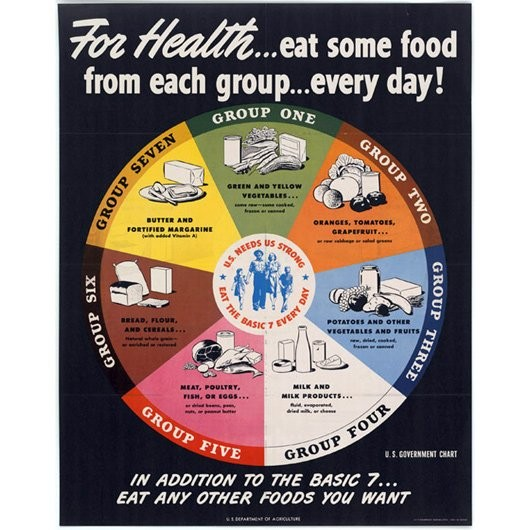 For Health...eat some food
from each group...every day!
GROUP ONE
GREEN AND YELLOW
VEGETABLES...
some raw—some cooked,
frozen or canned
GROUP TWO
ORANGES, TOMATOES,
GRAPEFRUIT...
or raw cabbage or salad greens
GROUP THREE
POTATOES AND OTHER
VEGETABLES AND FRUITS
raw, dried, cooked,
frozen or canned
GROUP FOUR
MILK AND
MILK PRODUCTS...
fluid, evaporated,
dried milk, or cheese
GROUP FIVE
MEAT, POULTRY,
FISH, OR EGGS...
or dried beans, peas,
nuts, or peanut butter
GROUP SIX
BREAD, FLOUR,
AND CEREALS...
Natural whole grain—
or enriched or restored
GROUP SEVEN
BUTTER AND
FORTIFIED MARGARINE
(with added Vitamin A)
U.S. NEEDS US STRONG
EAT THE BASIC 7 EVERY DAY
U.S. GOVERNMENT CHART
IN ADDITION TO THE BASIC 7...
EAT ANY OTHER FOODS YOU WANT
U. S. DEPARTMENT OF AGRICULTURE